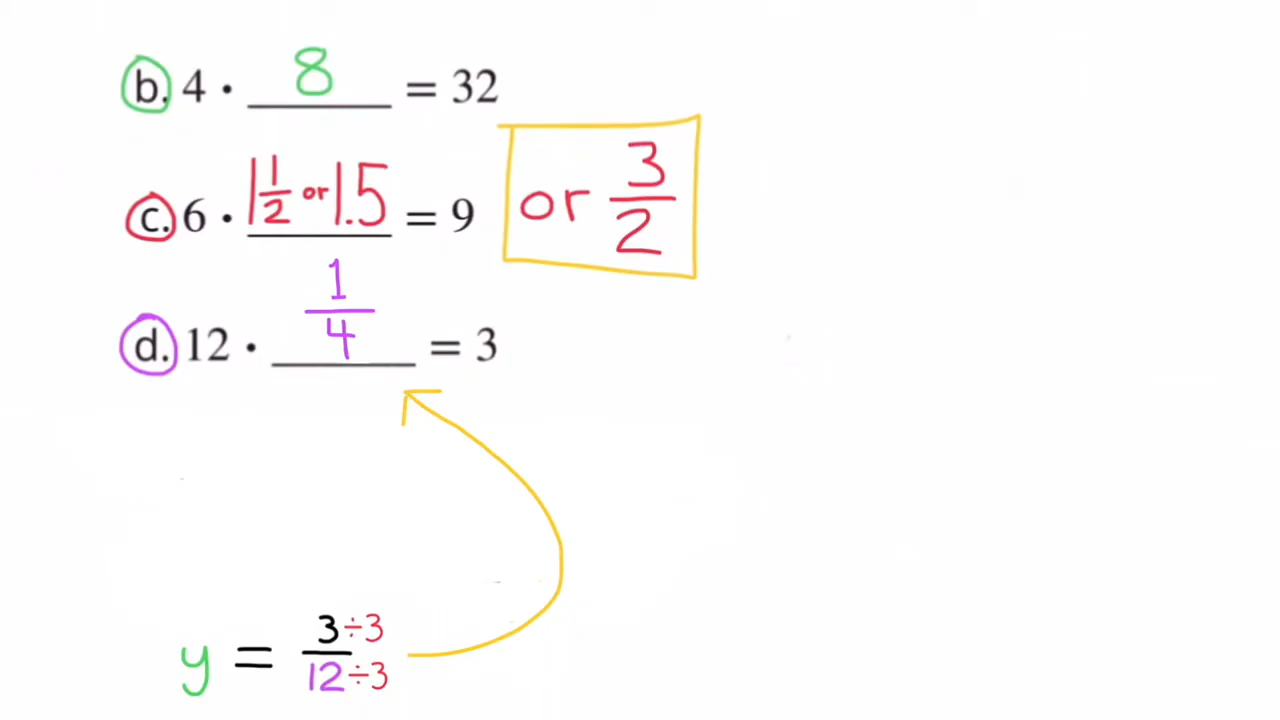 b. 4 · 8 = 32
c. 6 · 1 1/2 or 1.5 = 9 or 3/2
d. 12 · 1/4 = 3
y = 3÷3/12÷3